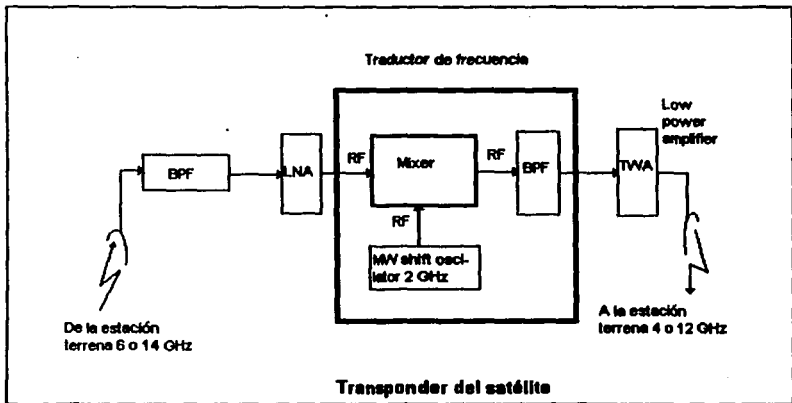 Traductor de frecuencia
Low
power
amplifier
BPF
LNA
RF
Mixer
RF
BPF
TWA
RF
MW shift osci-
lator 2 GHz
De la estación
terrena 6 o 14 GHz
A la estación
terrena 4 o 12 GHz
Transponder del satélite